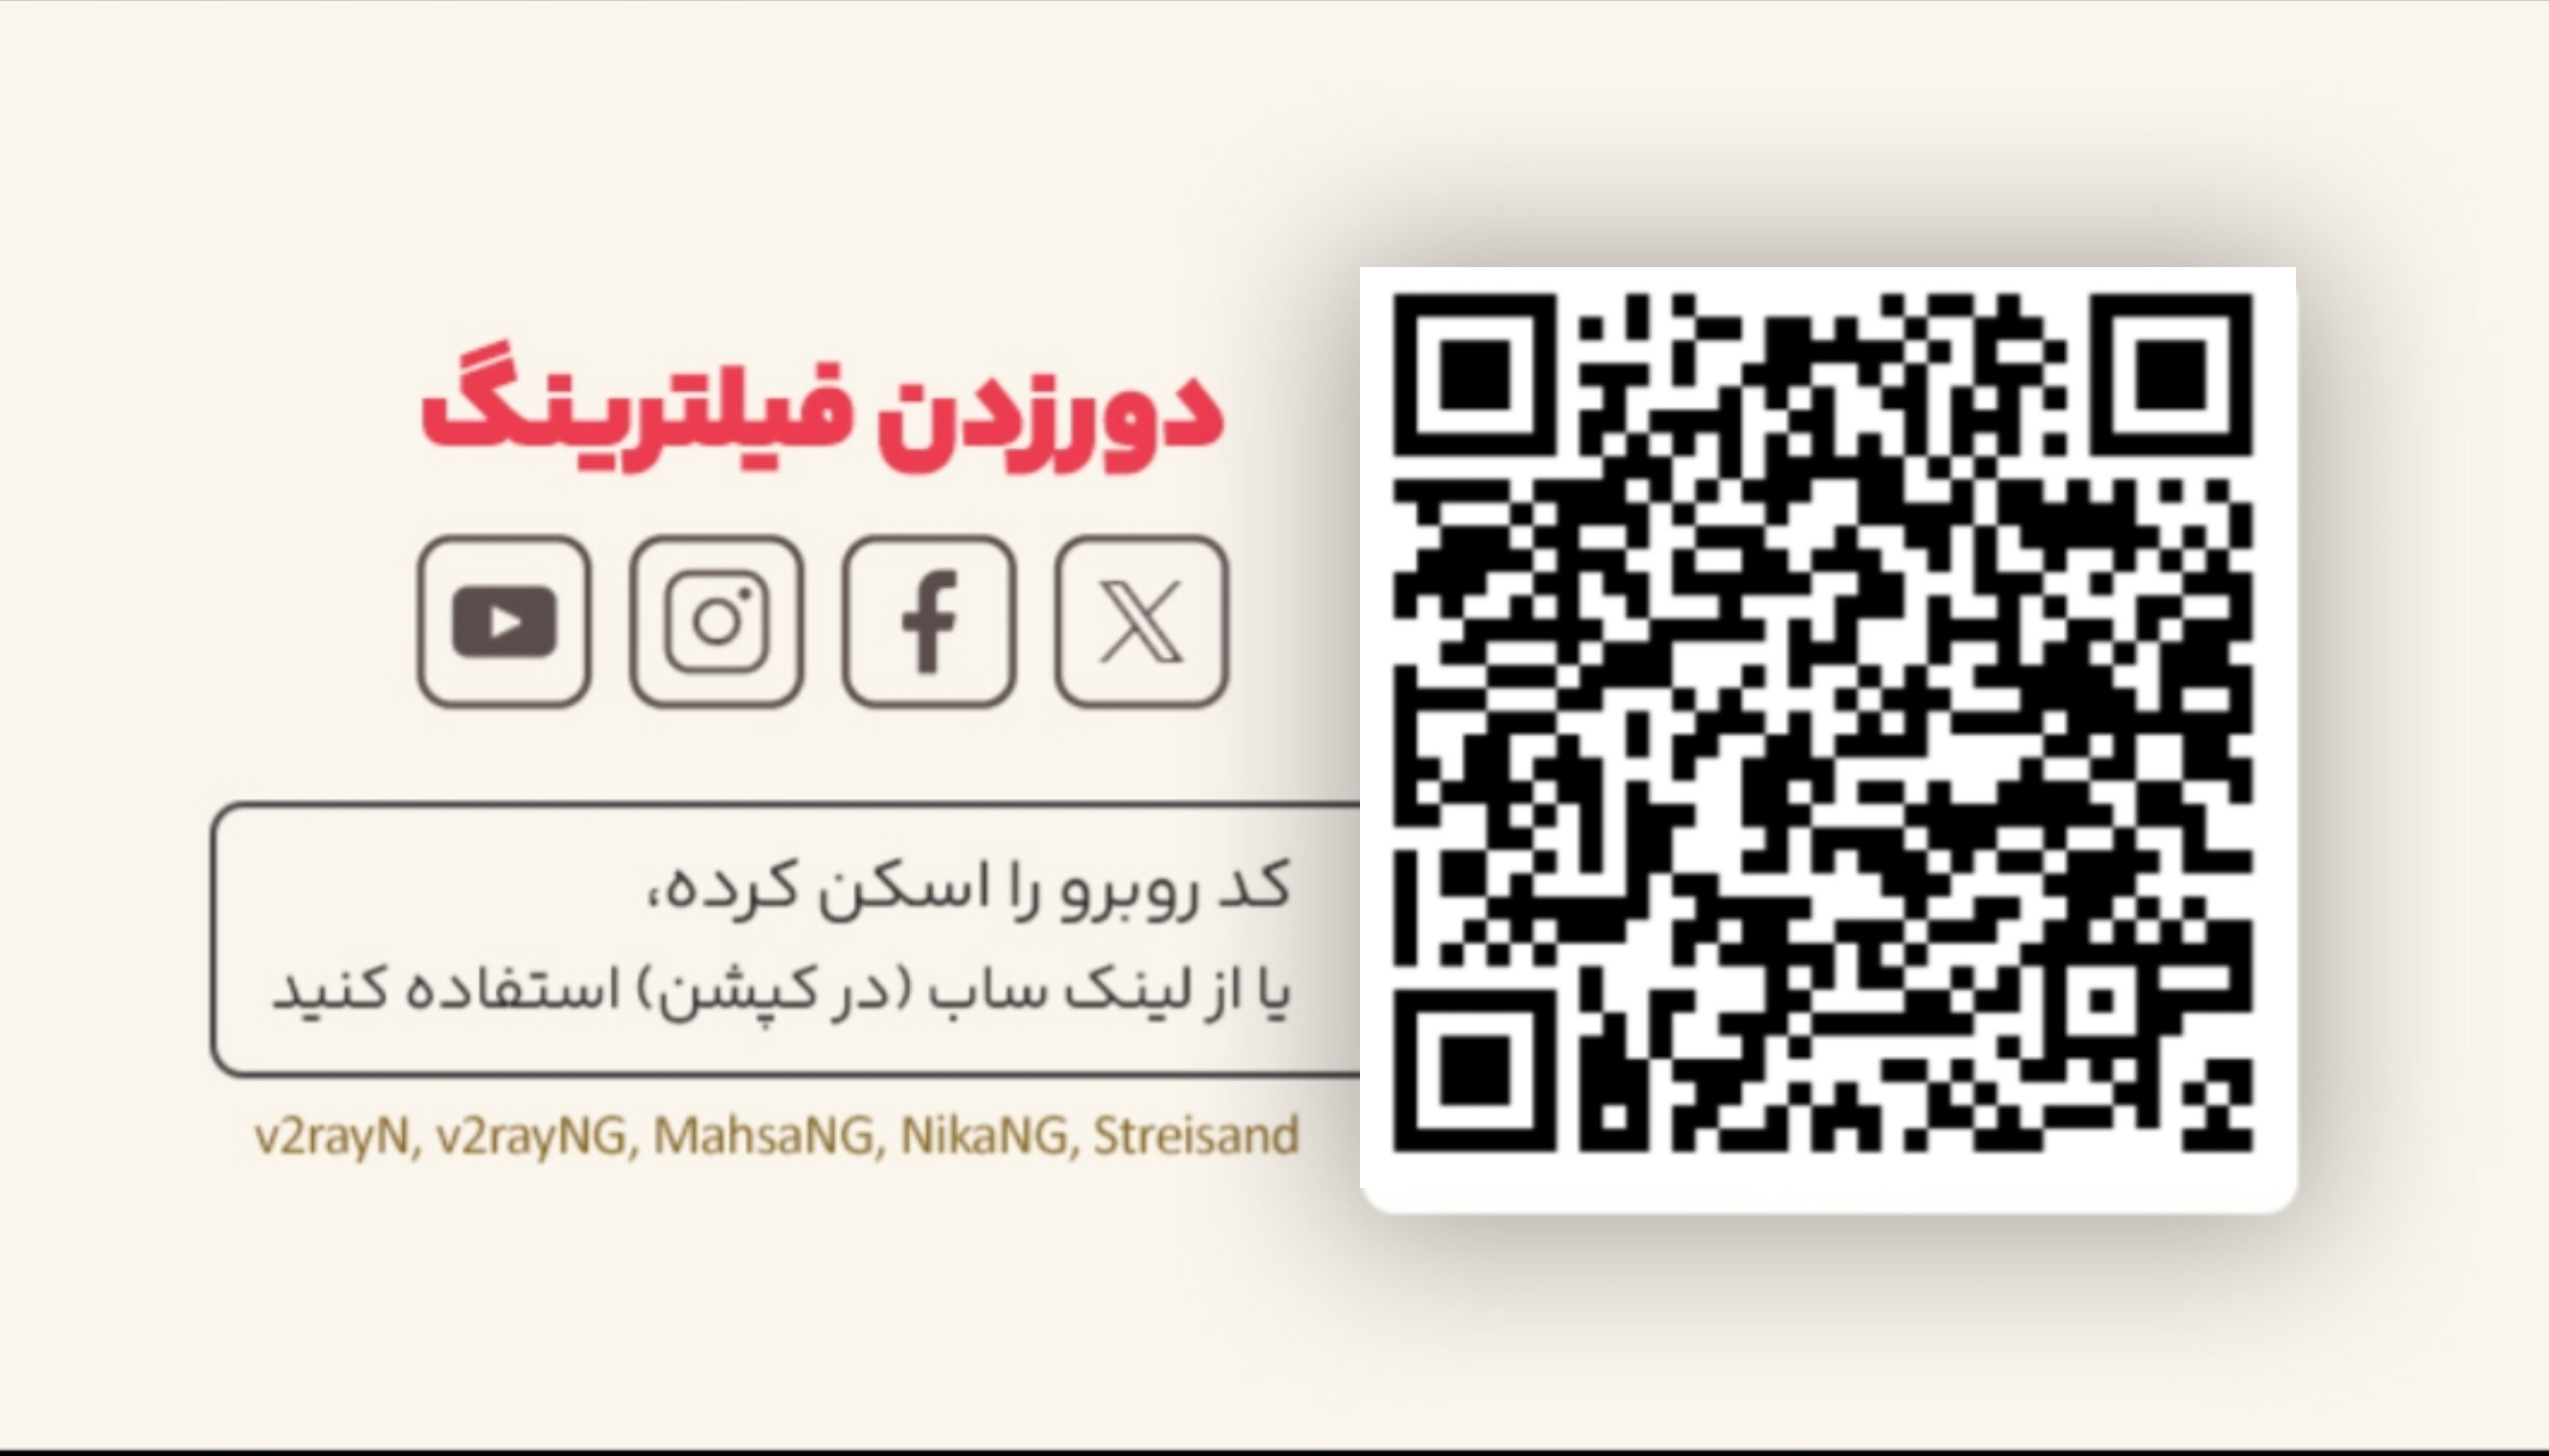 دورزدن فیلترینگ
کد روبرو را اسکن کرده،
یا از لینک ساب (در کپشن) استفاده کنید
v2rayN, v2rayNG, MahsaNG, NikaNG, Streisand